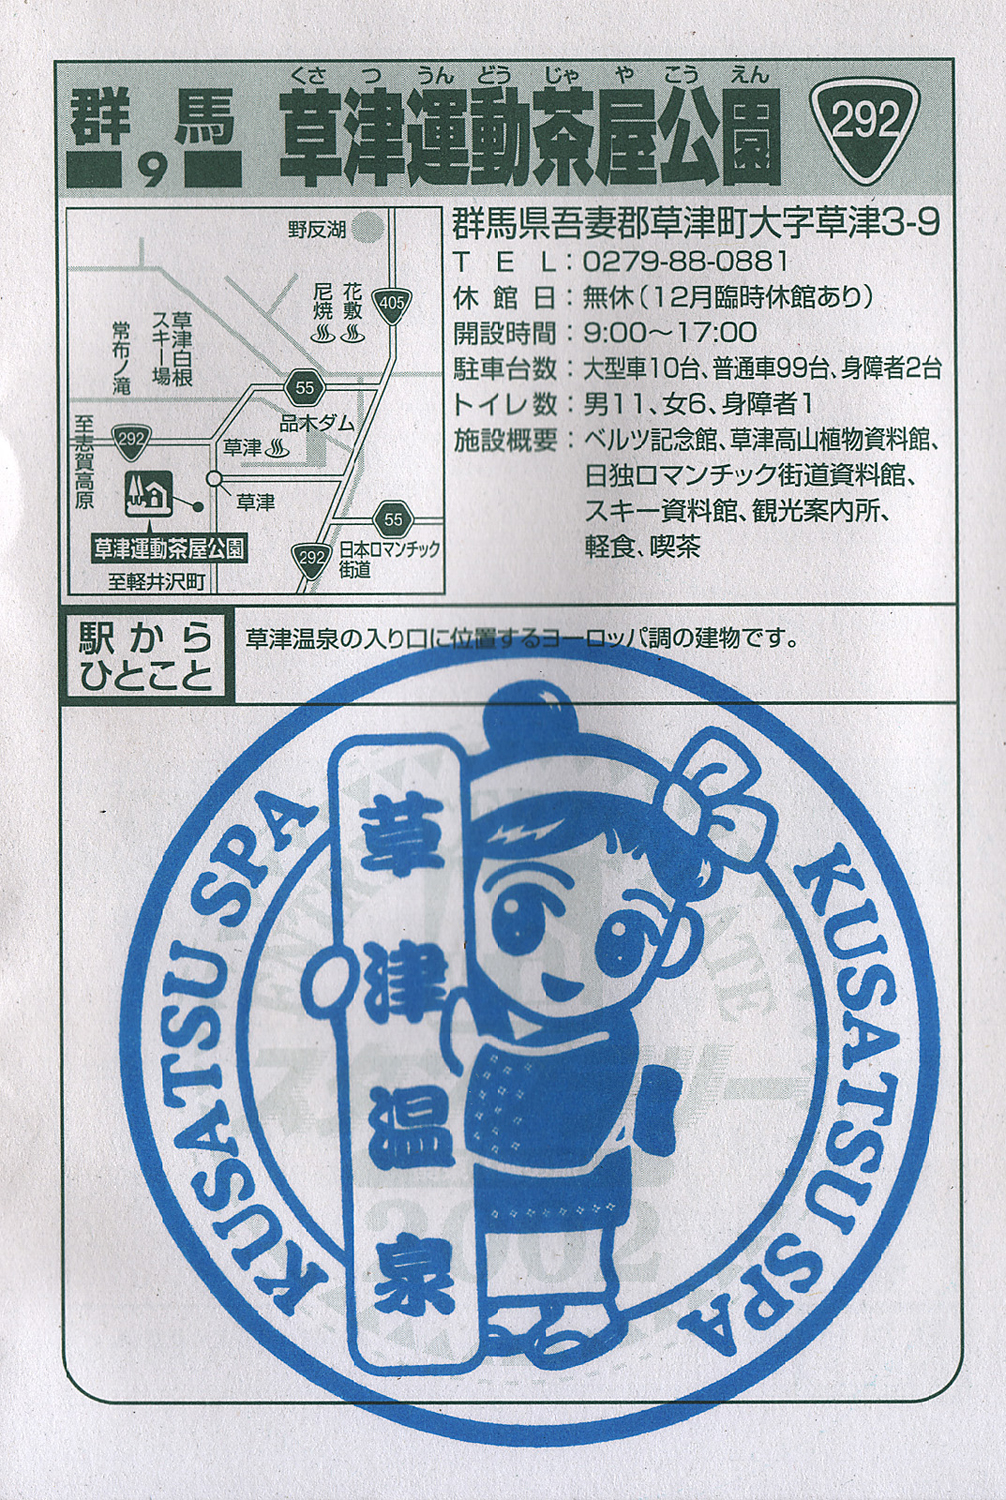 くさ つ うん どう じゃ や こう えん
群 馬
9
草津運動茶屋公園
292
群馬県吾妻郡草津町大字草津3-9
TEL:0279-88-0881
休館日:無休(12月臨時休館あり)
開設時間:9:00〜17:00
駐車台数:大型車10台、普通車99台、身障者2台
トイレ数:男11、女6、身障者1
施設概要:ベルツ記念館、草津高山植物資料館、
日独ロマンチック街道資料館、
スキー資料館、観光案内所、
軽食、喫茶
野反湖
花敷
尼焼
405
草津白根
スキー場
常布ノ滝
55
品木ダム
至志賀高原
292
草津
草津
55
292
日本ロマンチック
街道
草津運動茶屋公園
至軽井沢町
駅から
ひとこと
草津温泉の入り口に位置するヨーロッパ調の建物です。
KUSATSU SPA
KUSATSU SPA
草津温泉
2002